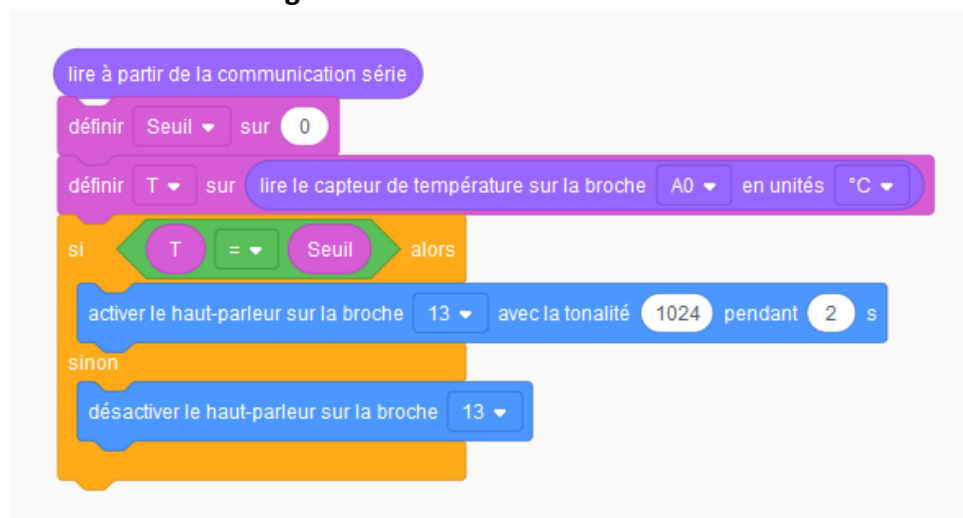 lire à partir de la communication série
définir Seuil sur 0
définir T sur lire le capteur de température sur la broche A0 en unités °C
si T = Seuil alors
activer le haut-parleur sur la broche 13 avec la tonalité 1024 pendant 2 s
sinon
désactiver le haut-parleur sur la broche 13